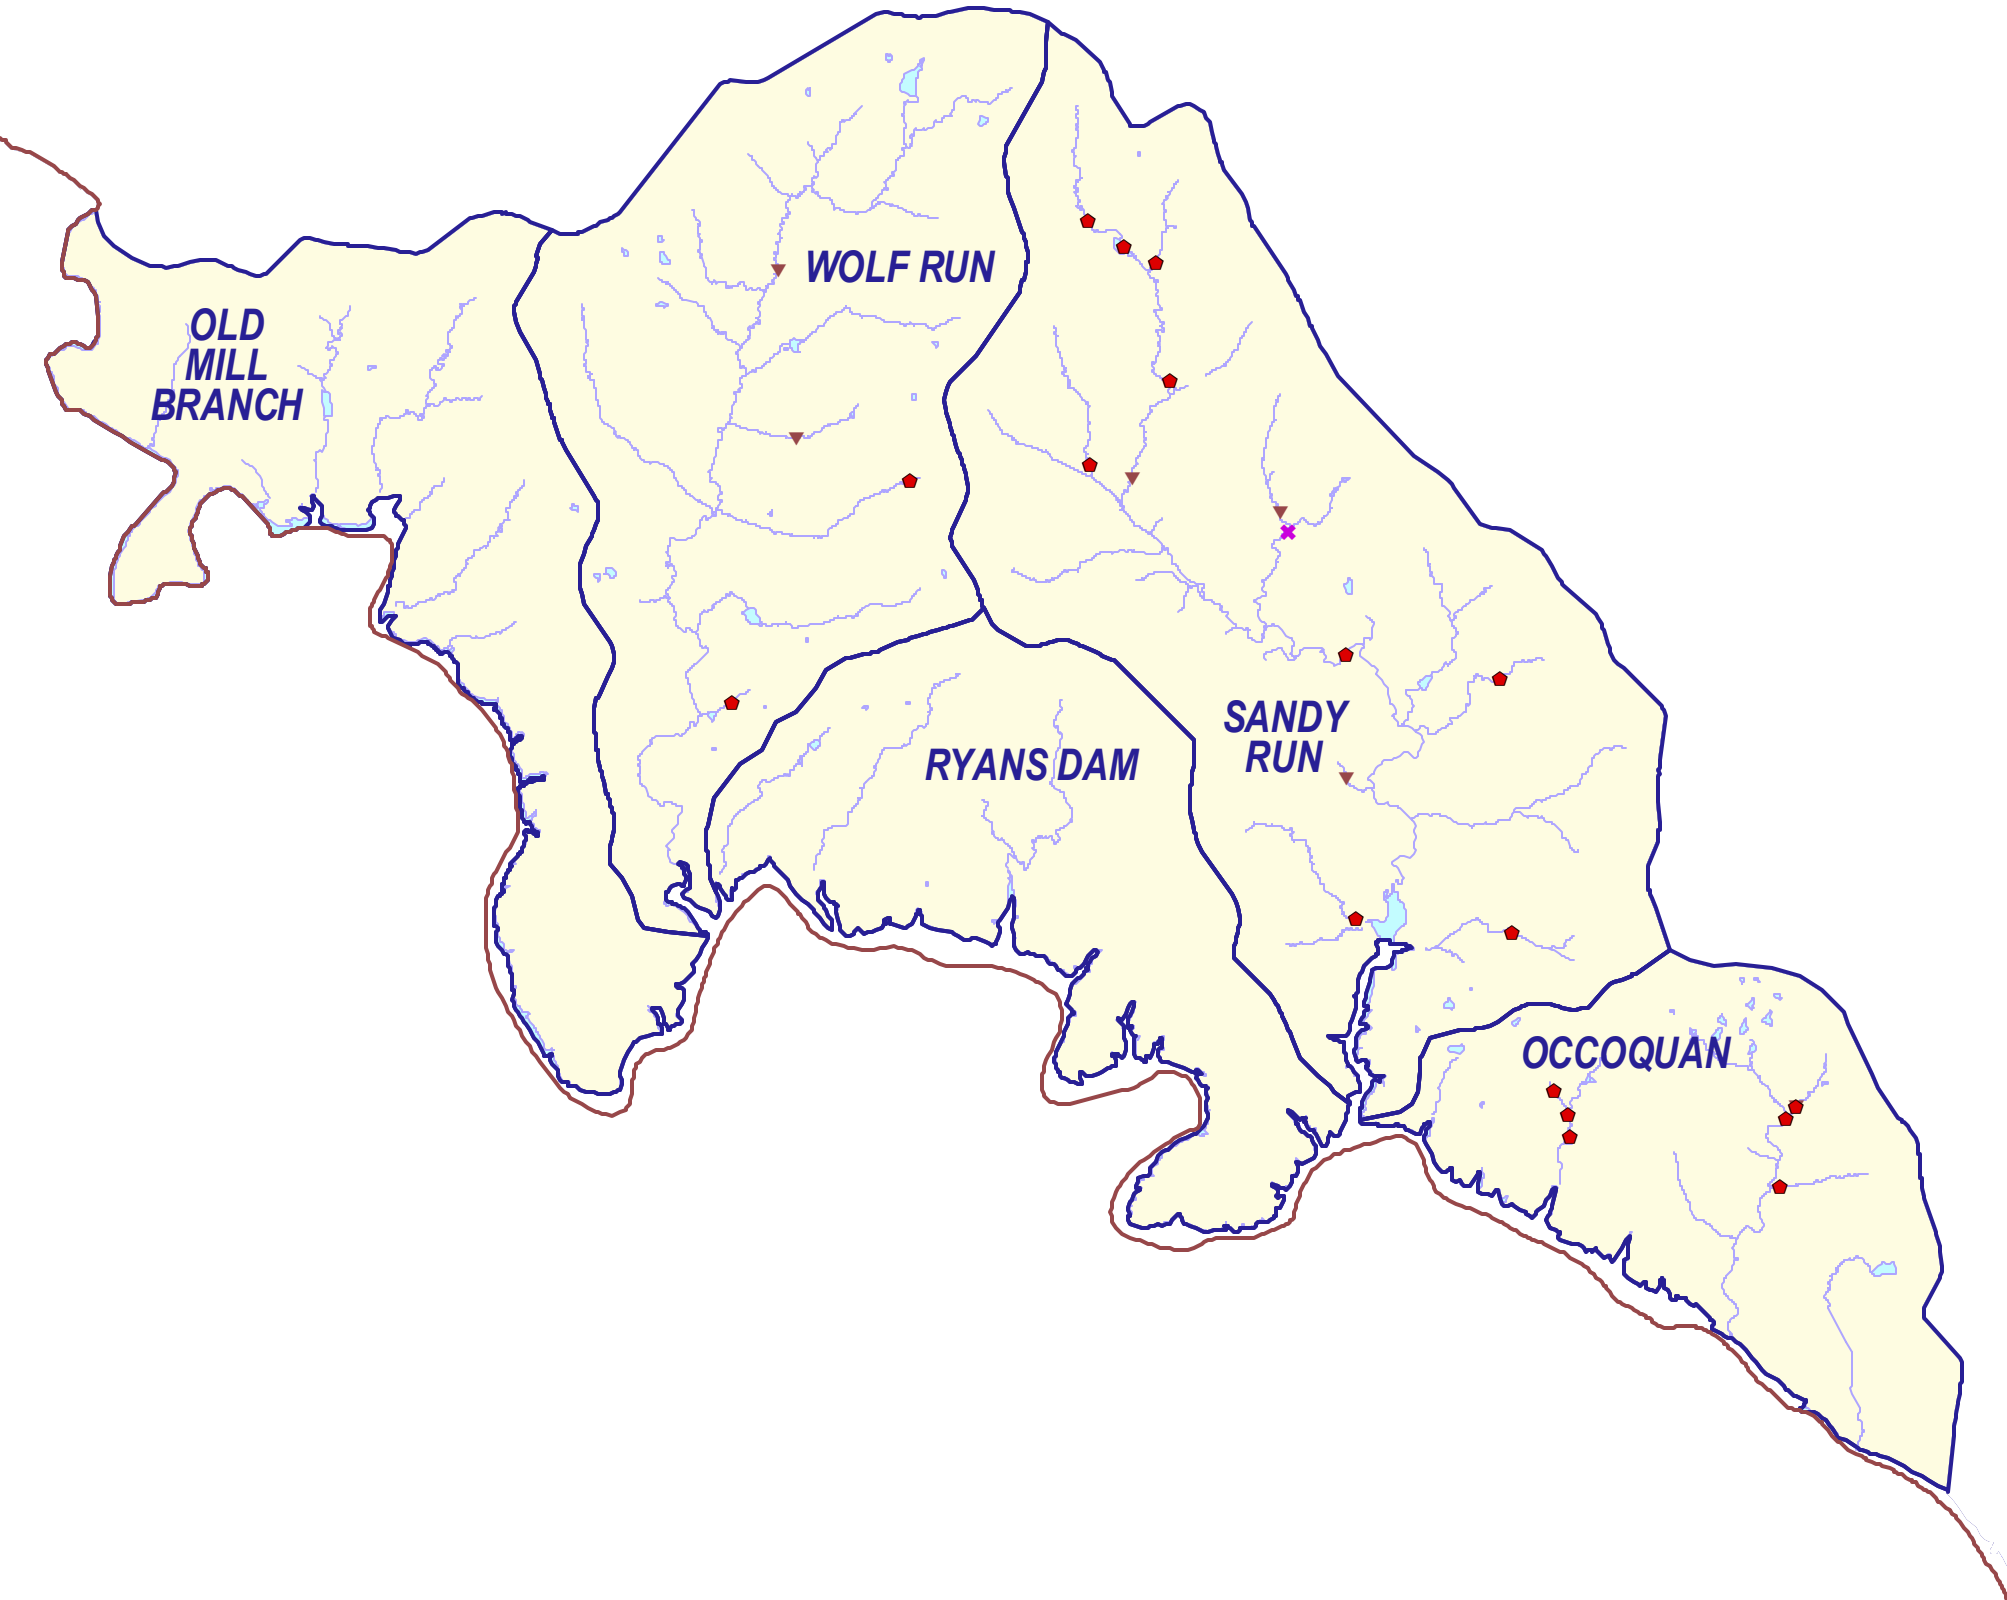 WOLF RUN
OLD
MILL
BRANCH
SANDY
RUN
RYANS DAM
OCCOQUAN